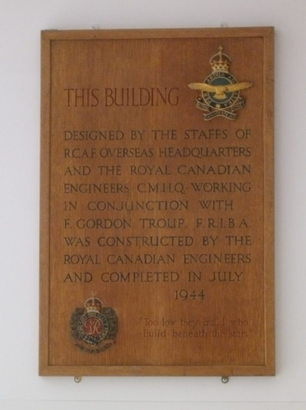 THIS BUILDING
DESIGNED BY THE STAFFS OF
R.C.A.F. OVERSEAS HEADQUARTERS
AND THE ROYAL CANADIAN
ENGINEERS C.M.H.Q. WORKING
IN CONJUNCTION WITH
F. GORDON TROUP, F.R.I.B.A.
WAS CONSTRUCTED BY THE
ROYAL CANADIAN ENGINEERS
AND COMPLETED IN JULY
1944
"Too low they build who
build beneath the stars"